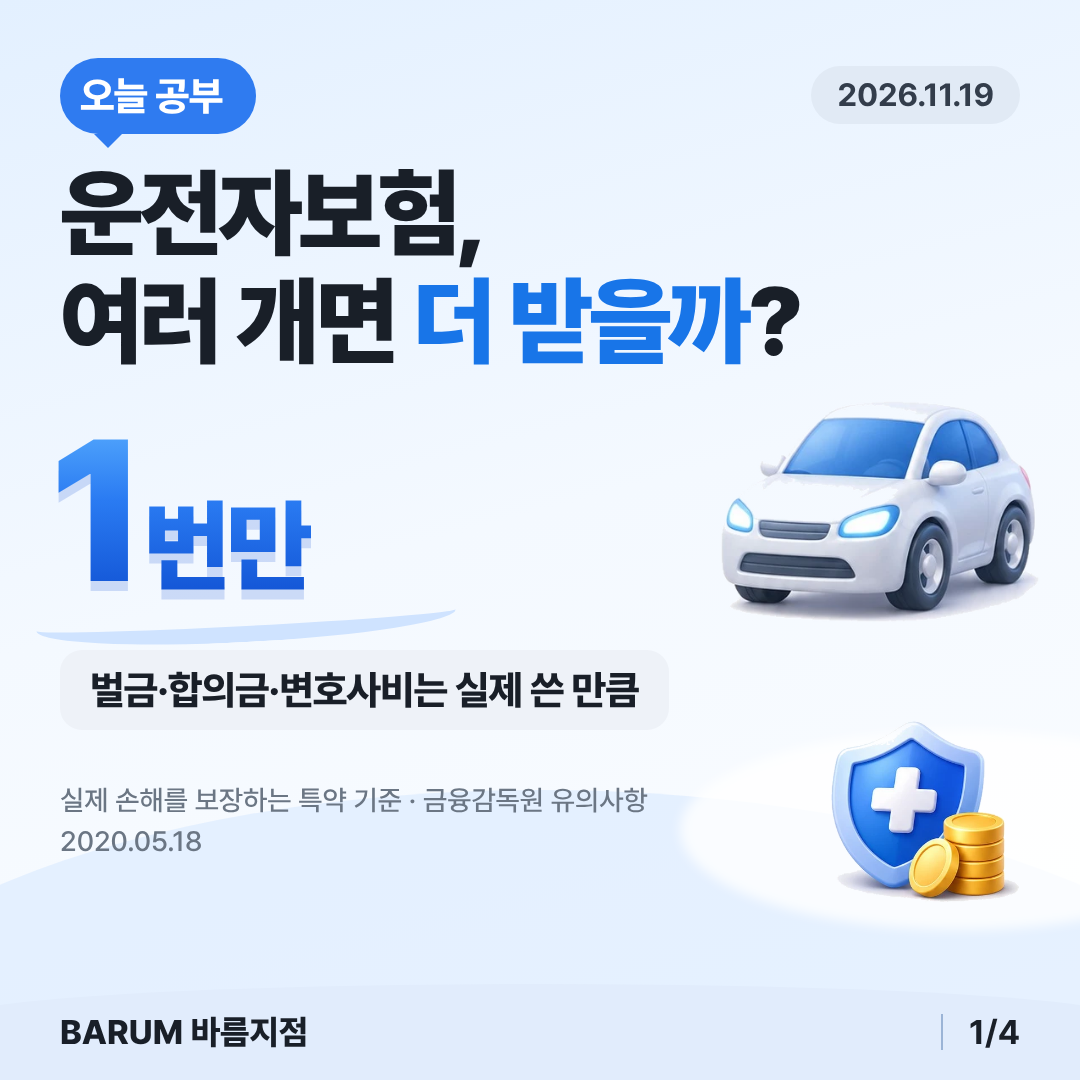 오늘 공부
2026.11.19
운전자보험,
여러 개면 더 받을까?
1번만
벌금·합의금·변호사비는 실제 쓴 만큼
실제 손해를 보장하는 특약 기준 · 금융감독원 유의사항
2020.05.18
BARUM 바름지점
1/4